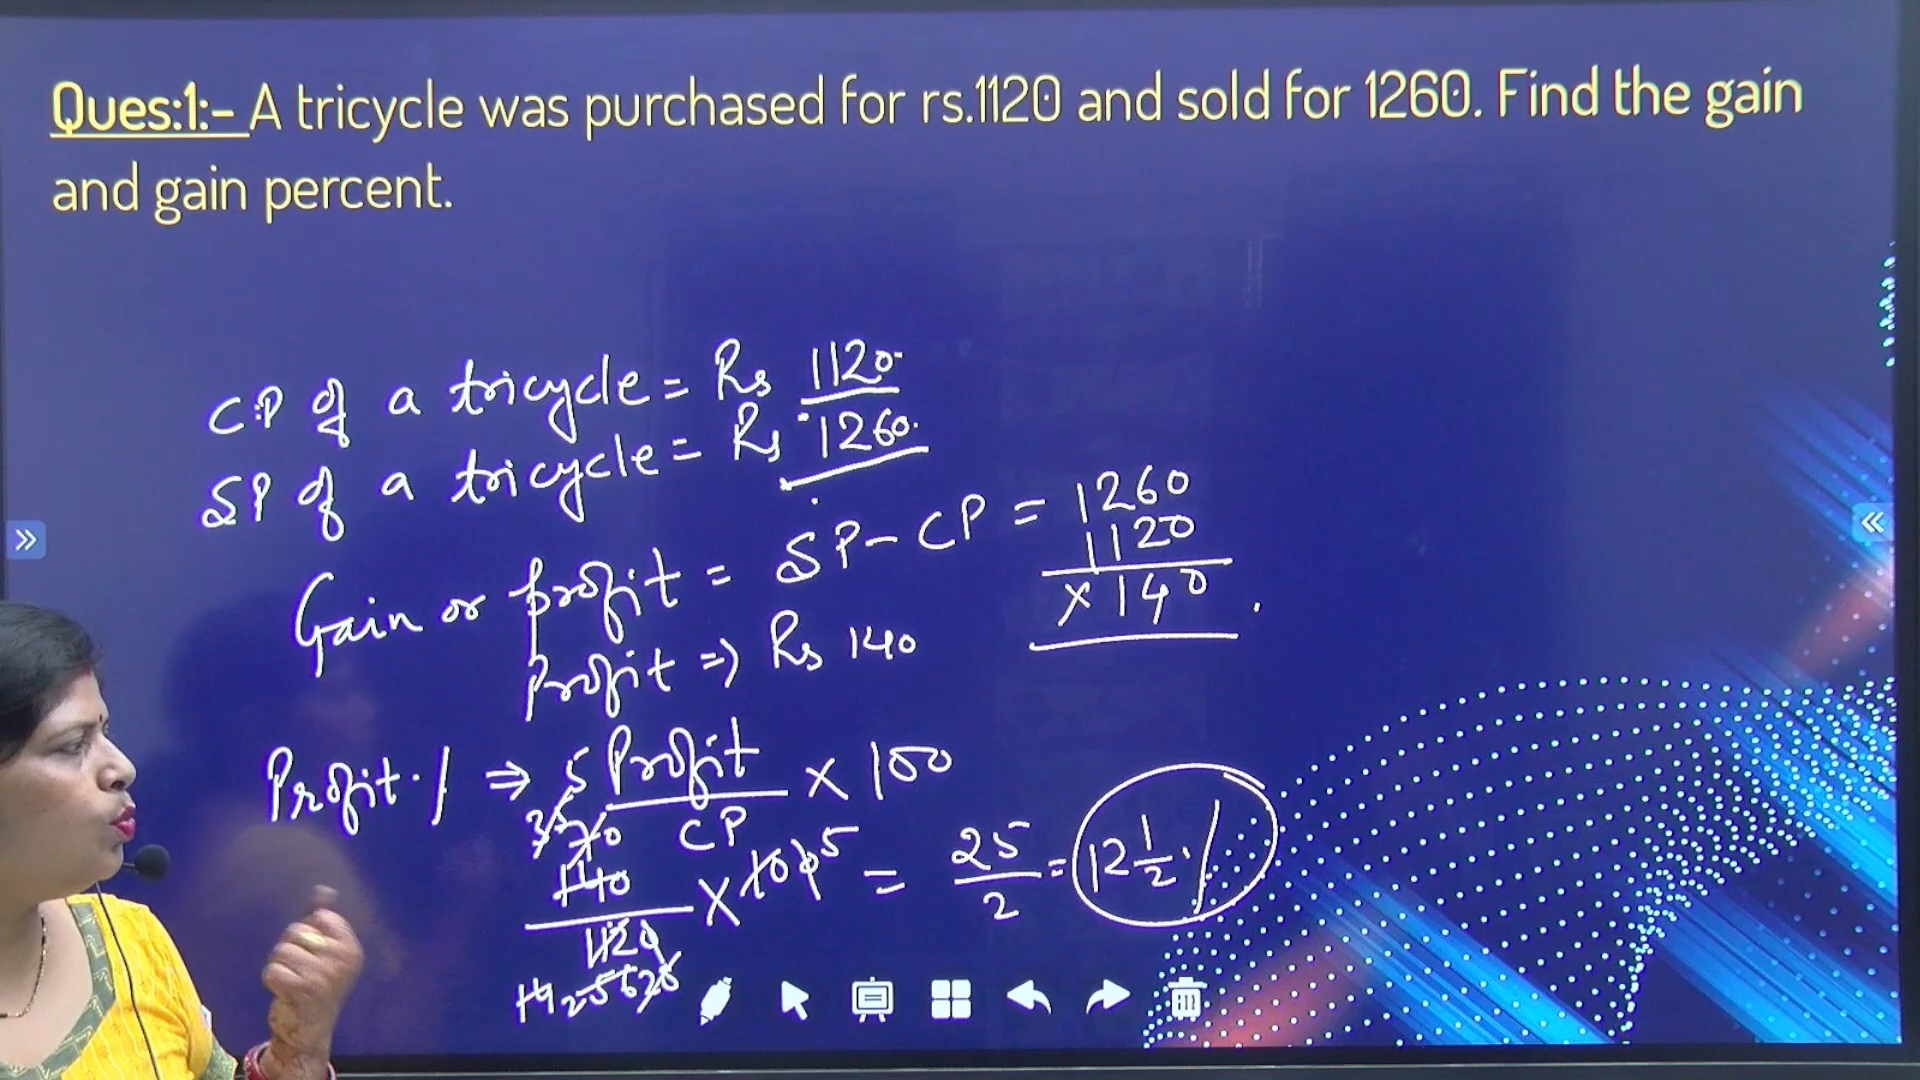 Ques:1:- A tricycle was purchased for rs.1120 and sold for 1260. Find the gain
and gain percent.
C.P of a tricycle = Rs 1120
SP of a tricycle = Rs 1260.
Gain or profit = SP - CP = 1260
1120
× 140
Profit ⇒ Rs 140
Profit % ⇒ Profit / CP × 100
140 / 1120 × 100 = 25/2 = 12 1/2 %